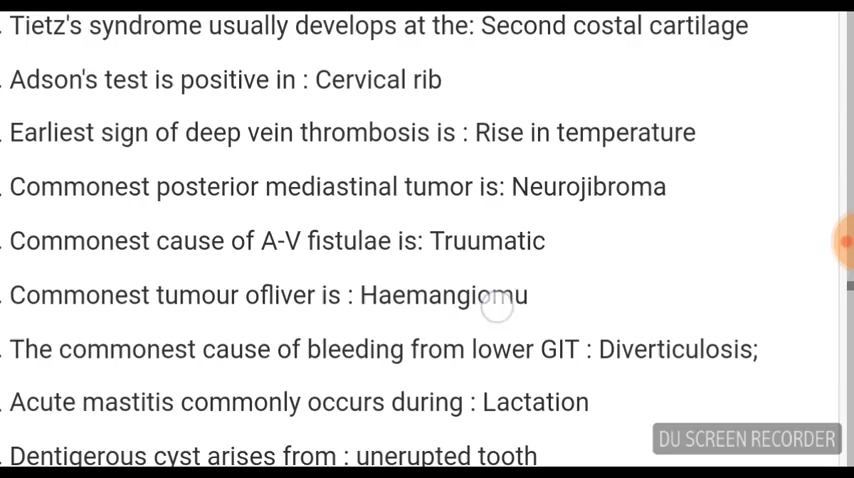 . Tietz's syndrome usually develops at the: Second costal cartilage
. Adson's test is positive in : Cervical rib
. Earliest sign of deep vein thrombosis is : Rise in temperature
. Commonest posterior mediastinal tumor is: Neurojibroma
. Commonest cause of A-V fistulae is: Truumatic
. Commonest tumour ofliver is : Haemangiomu
. The commonest cause of bleeding from lower GIT : Diverticulosis;
. Acute mastitis commonly occurs during : Lactation
DU SCREEN RECORDER
. Dentigerous cyst arises from : unerupted tooth